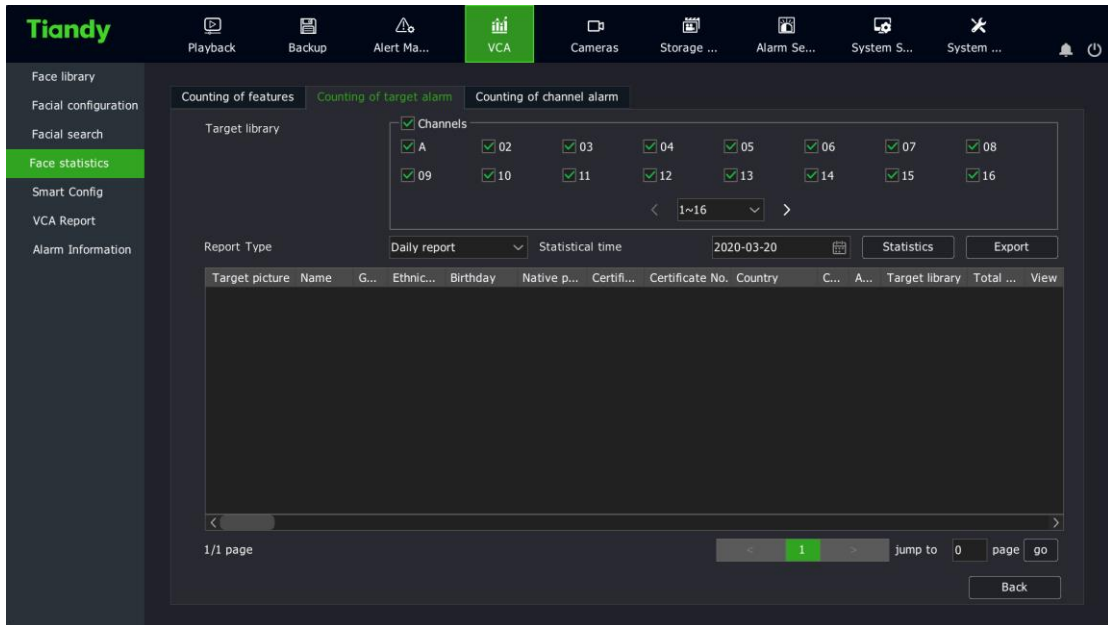 Tiandy
Playback Backup Alert Ma... VCA Cameras Storage ... Alarm Se... System S... System ...
Face library
Facial configuration
Facial search
Face statistics
Smart Config
VCA Report
Alarm Information
Counting of features Counting of target alarm Counting of channel alarm
Target library Channels
A 02 03 04 05 06 07 08
09 10 11 12 13 14 15 16
< 1~16 >
Report Type Daily report Statistical time 2020-03-20 Statistics Export
Target picture Name G... Ethnic... Birthday Native p... Certifi... Certificate No. Country C... A... Target library Total ... View
1/1 page < 1 > jump to 0 page go
Back